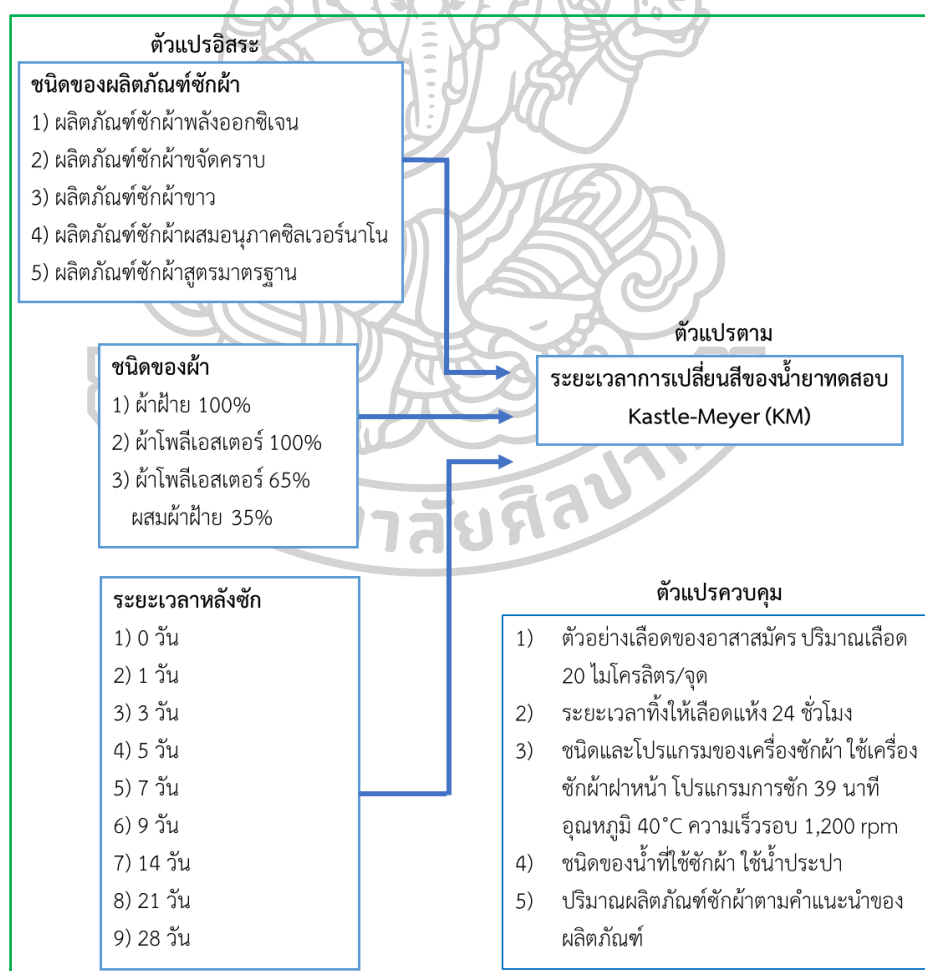 ตัวแปรอิสระ
ชนิดของผลิตภัณฑ์ซักผ้า
1) ผลิตภัณฑ์ซักผ้าพลังออกซิเจน
2) ผลิตภัณฑ์ซักผ้าขจัดคราบ
3) ผลิตภัณฑ์ซักผ้าขาว
4) ผลิตภัณฑ์ซักผ้าผสมอนุภาคซิลเวอร์นาโน
5) ผลิตภัณฑ์ซักผ้าสูตรมาตรฐาน
ชนิดของผ้า
1) ผ้าฝ้าย 100%
2) ผ้าโพลีเอสเตอร์ 100%
3) ผ้าโพลีเอสเตอร์ 65%
ผสมผ้าฝ้าย 35%
ระยะเวลาหลังซัก
1) 0 วัน
2) 1 วัน
3) 3 วัน
4) 5 วัน
5) 7 วัน
6) 9 วัน
7) 14 วัน
8) 21 วัน
9) 28 วัน
ตัวแปรตาม
ระยะเวลาการเปลี่ยนสีของน้ำยาทดสอบ
Kastle-Meyer (KM)
ตัวแปรควบคุม
1) ตัวอย่างเลือดของอาสาสมัคร ปริมาณเลือด
20 ไมโครลิตร/จุด
2) ระยะเวลาทิ้งให้เลือดแห้ง 24 ชั่วโมง
3) ชนิดและโปรแกรมของเครื่องซักผ้า ใช้เครื่อง
ซักผ้าฝาหน้า โปรแกรมการซัก 39 นาที
อุณหภูมิ 40°C ความเร็วรอบ 1,200 rpm
4) ชนิดของน้ำที่ใช้ซักผ้า ใช้น้ำประปา
5) ปริมาณผลิตภัณฑ์ซักผ้าตามคำแนะนำของ
ผลิตภัณฑ์